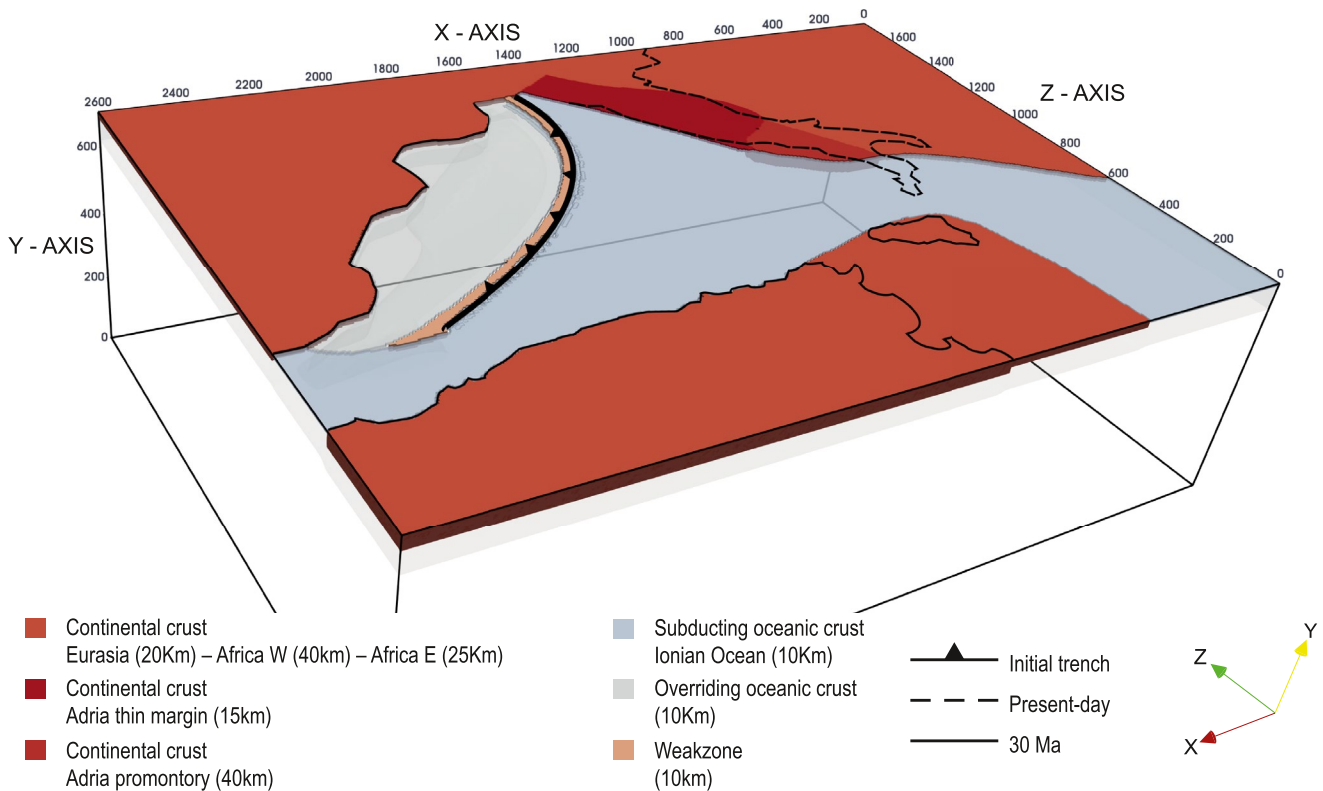 X - AXIS
0
200
400
600
800
1000
1200
1400
1600
1800
2000
2200
2400
2600
Z - AXIS
1600
1400
1200
1000
800
600
400
200
0
Y - AXIS
600
400
200
0
Continental crust
Eurasia (20Km) – Africa W (40km) – Africa E (25Km)
Continental crust
Adria thin margin (15km)
Continental crust
Adria promontory (40km)
Subducting oceanic crust
Ionian Ocean (10Km)
Overriding oceanic crust
(10Km)
Weakzone
(10km)
Initial trench
Present-day
30 Ma
Y
Z
X